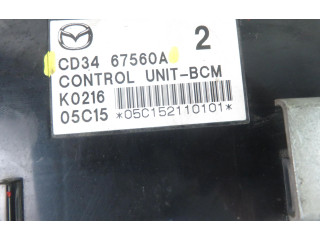 CD34 67560A 2
CONTROL UNIT-BCM
K0216
05C15 *05C152110101*